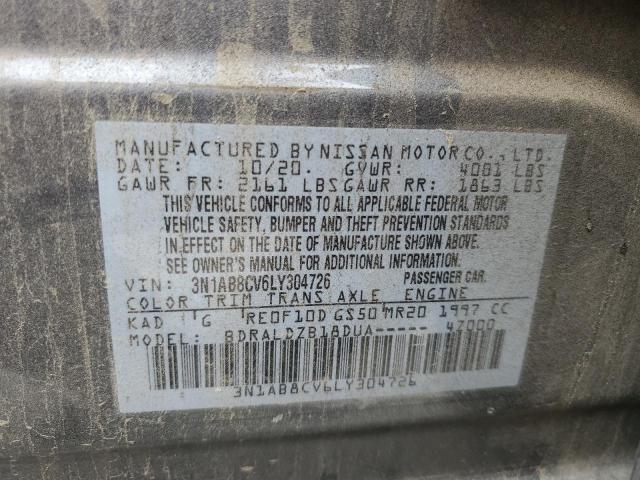 MANUFACTURED BY NISSAN MOTOR CO., LTD.
DATE: 10/20. GVWR: 4001 LBS
GAWR FR: 2161 LBS GAWR RR: 1863 LBS
THIS VEHICLE CONFORMS TO ALL APPLICABLE FEDERAL MOTOR
VEHICLE SAFETY, BUMPER AND THEFT PREVENTION STANDARDS
IN EFFECT ON THE DATE OF MANUFACTURE SHOWN ABOVE.
SEE OWNER'S MANUAL FOR ADDITIONAL INFORMATION.
VIN: 3N1AB8CV6LY304726 PASSENGER CAR.
COLOR TRIM TRANS AXLE ENGINE
KAD G RE0F10D GS50 MR20 1997 CC
MODEL: BDRALDZB18DUA----- 47000
3N1AB8CV6LY304726